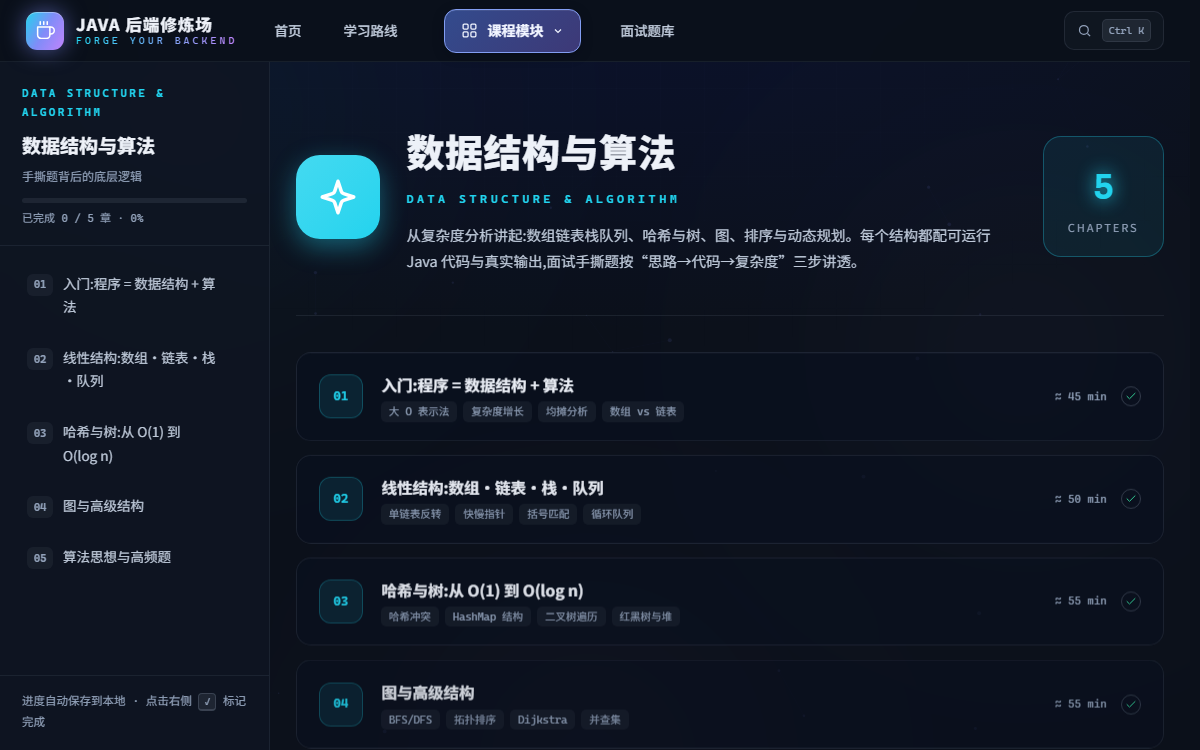 JAVA 后端修炼场
FORGE YOUR BACKEND
首页
学习路线
课程模块
面试题库
Ctrl K
DATA STRUCTURE &
ALGORITHM
数据结构与算法
手撕题背后的底层逻辑
已完成 0 / 5 章 · 0%
01
入门:程序 = 数据结构 + 算
法
02
线性结构:数组・链表・栈
・队列
03
哈希与树:从 O(1) 到
O(log n)
04
图与高级结构
05
算法思想与高频题
进度自动保存到本地 · 点击右侧 ✓ 标记
完成
数据结构与算法
DATA STRUCTURE & ALGORITHM
从复杂度分析讲起:数组链表栈队列、哈希与树、图、排序与动态规划。每个结构都配可运行
Java 代码与真实输出,面试手撕题按“思路→代码→复杂度”三步讲透。
5
CHAPTERS
01
入门:程序 = 数据结构 + 算法
大 O 表示法
复杂度增长
均摊分析
数组 vs 链表
≈ 45 min
02
线性结构:数组・链表・栈・队列
单链表反转
快慢指针
括号匹配
循环队列
≈ 50 min
03
哈希与树:从 O(1) 到 O(log n)
哈希冲突
HashMap 结构
二叉树遍历
红黑树与堆
≈ 55 min
04
图与高级结构
BFS/DFS
拓扑排序
Dijkstra
并查集
≈ 55 min